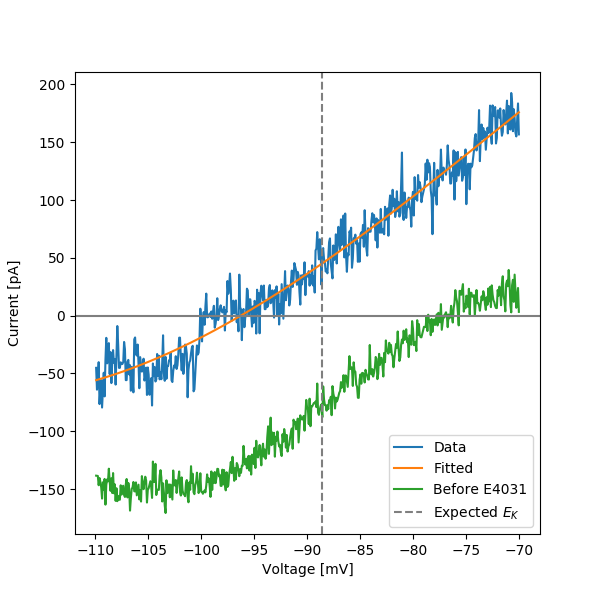 200
150
100
50
0
−50
−100
−150
Current [pA]
Data
Fitted
Before E4031
Expected E_K
−110 −105 −100 −95 −90 −85 −80 −75 −70
Voltage [mV]